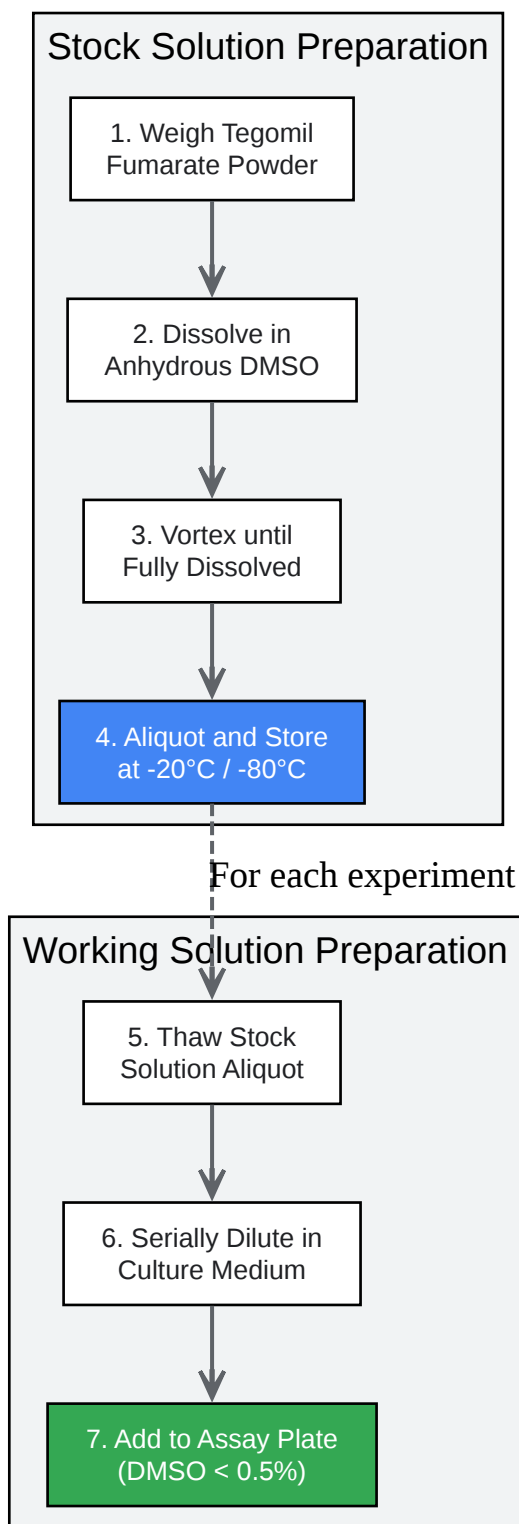 Stock Solution Preparation
1. Weigh Tegomil
Fumarate Powder
2. Dissolve in
Anhydrous DMSO
3. Vortex until
Fully Dissolved
4. Aliquot and Store
at -20°C / -80°C
For each experiment
Working Solution Preparation
5. Thaw Stock
Solution Aliquot
6. Serially Dilute in
Culture Medium
7. Add to Assay Plate
(DMSO < 0.5%)